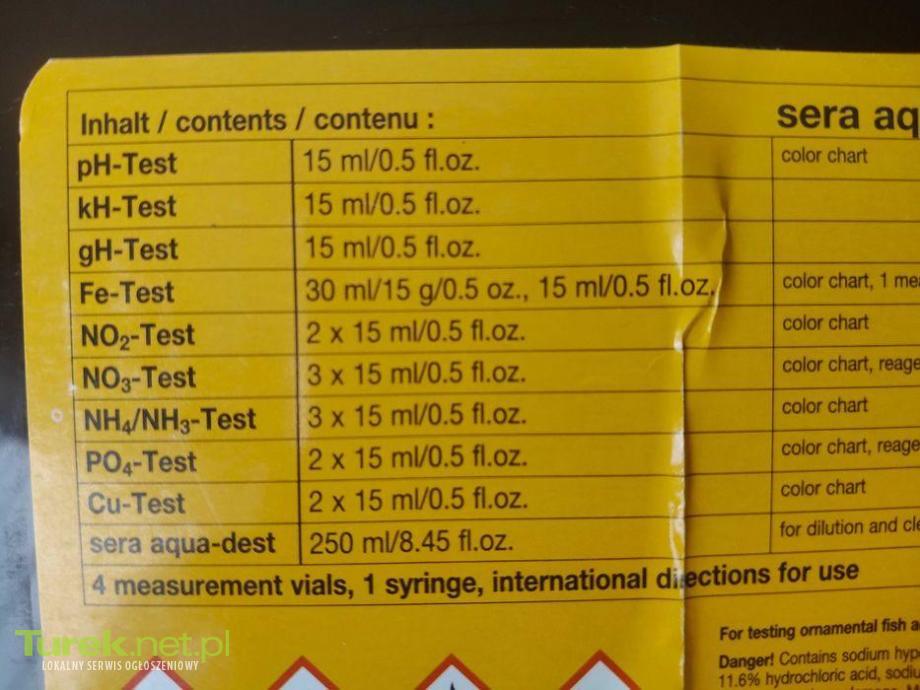 Inhalt / contents / contenu : sera aq
pH-Test 15 ml/0.5 fl.oz. color chart
kH-Test 15 ml/0.5 fl.oz.
gH-Test 15 ml/0.5 fl.oz.
Fe-Test 30 ml/15 g/0.5 oz., 15 ml/0.5 fl.oz. color chart, 1 mea
NO₂-Test 2 x 15 ml/0.5 fl.oz. color chart
NO₃-Test 3 x 15 ml/0.5 fl.oz. color chart, reage
NH₄/NH₃-Test 3 x 15 ml/0.5 fl.oz. color chart
PO₄-Test 2 x 15 ml/0.5 fl.oz. color chart, reage
Cu-Test 2 x 15 ml/0.5 fl.oz. color chart
sera aqua-dest 250 ml/8.45 fl.oz. for dilution and cle
4 measurement vials, 1 syringe, international directions for use
For testing ornamental fish a
Danger! Contains sodium hyp
11.6% hydrochloric acid, sodiu
Turek.net.pl
LOKALNY SERWIS OGŁOSZENIOWY